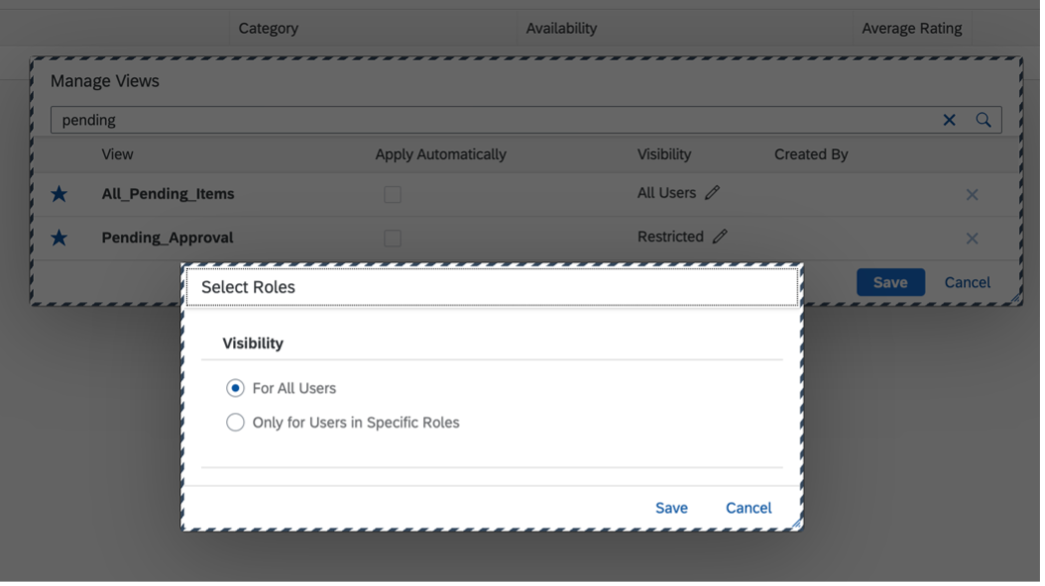 Category Availability Average Rating
Manage Views
pending
View Apply Automatically Visibility Created By
All_Pending_Items All Users
Pending_Approval Restricted
Save Cancel
Select Roles
Visibility
For All Users
Only for Users in Specific Roles
Save Cancel